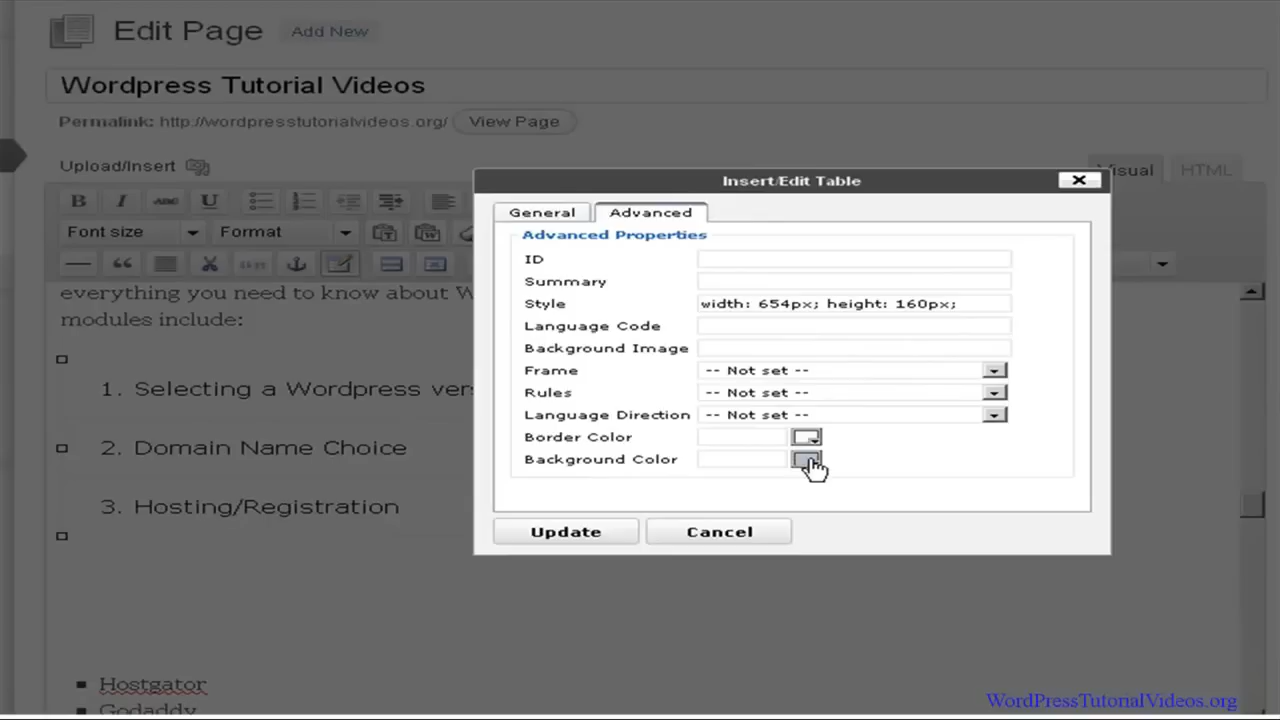 Edit Page Add New
Wordpress Tutorial Videos
Permalink: http://wordpresstutorialvideos.org/ View Page
Upload/Insert
Visual HTML
B I ABC U
Font size Format
everything you need to know about W
modules include:
1. Selecting a Wordpress vers
2. Domain Name Choice
3. Hosting/Registration
Hostgator
Godaddy
Insert/Edit Table
General Advanced
Advanced Properties
ID
Summary
Style width: 654px; height: 160px;
Language Code
Background Image
Frame -- Not set --
Rules -- Not set --
Language Direction -- Not set --
Border Color
Background Color
Update Cancel
WordPressTutorialVideos.org